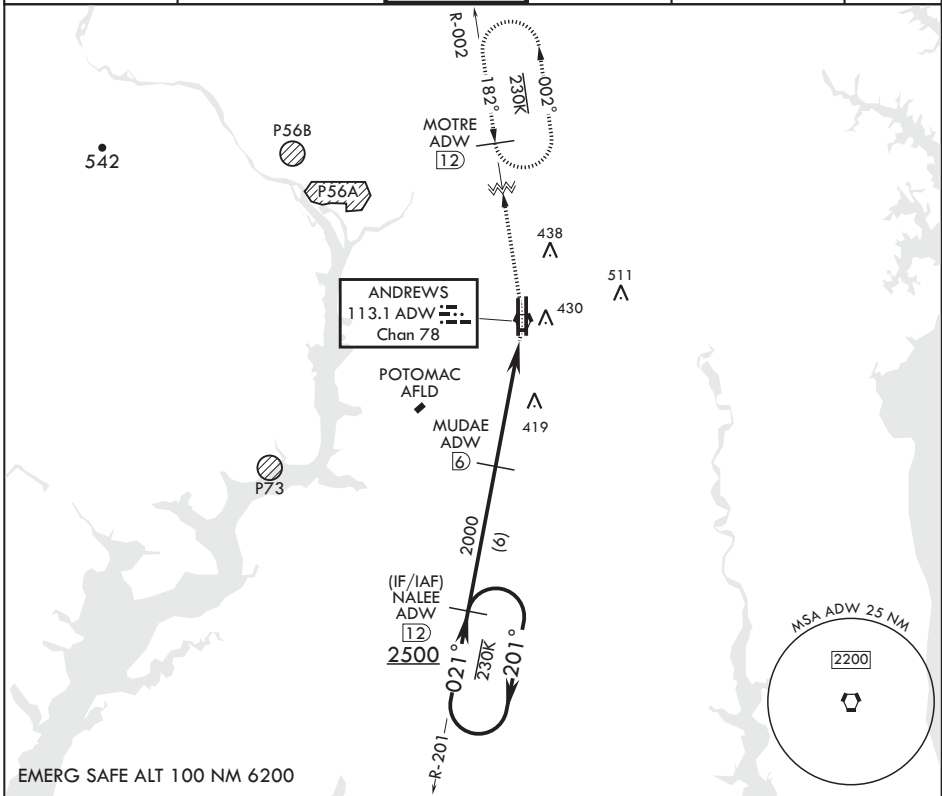 R-002
182°
230K
002°
MOTRE
ADW
12
P56B
542
P56A
438
511
ANDREWS
113.1 ADW
Chan 78
430
POTOMAC
AFLD
419
MUDAE
ADW
6
P73
2000
(6)
(IF/IAF)
NALEE
ADW
12
2500
021°
230K
201°
R-201
MSA ADW 25 NM
2200
EMERG SAFE ALT 100 NM 6200